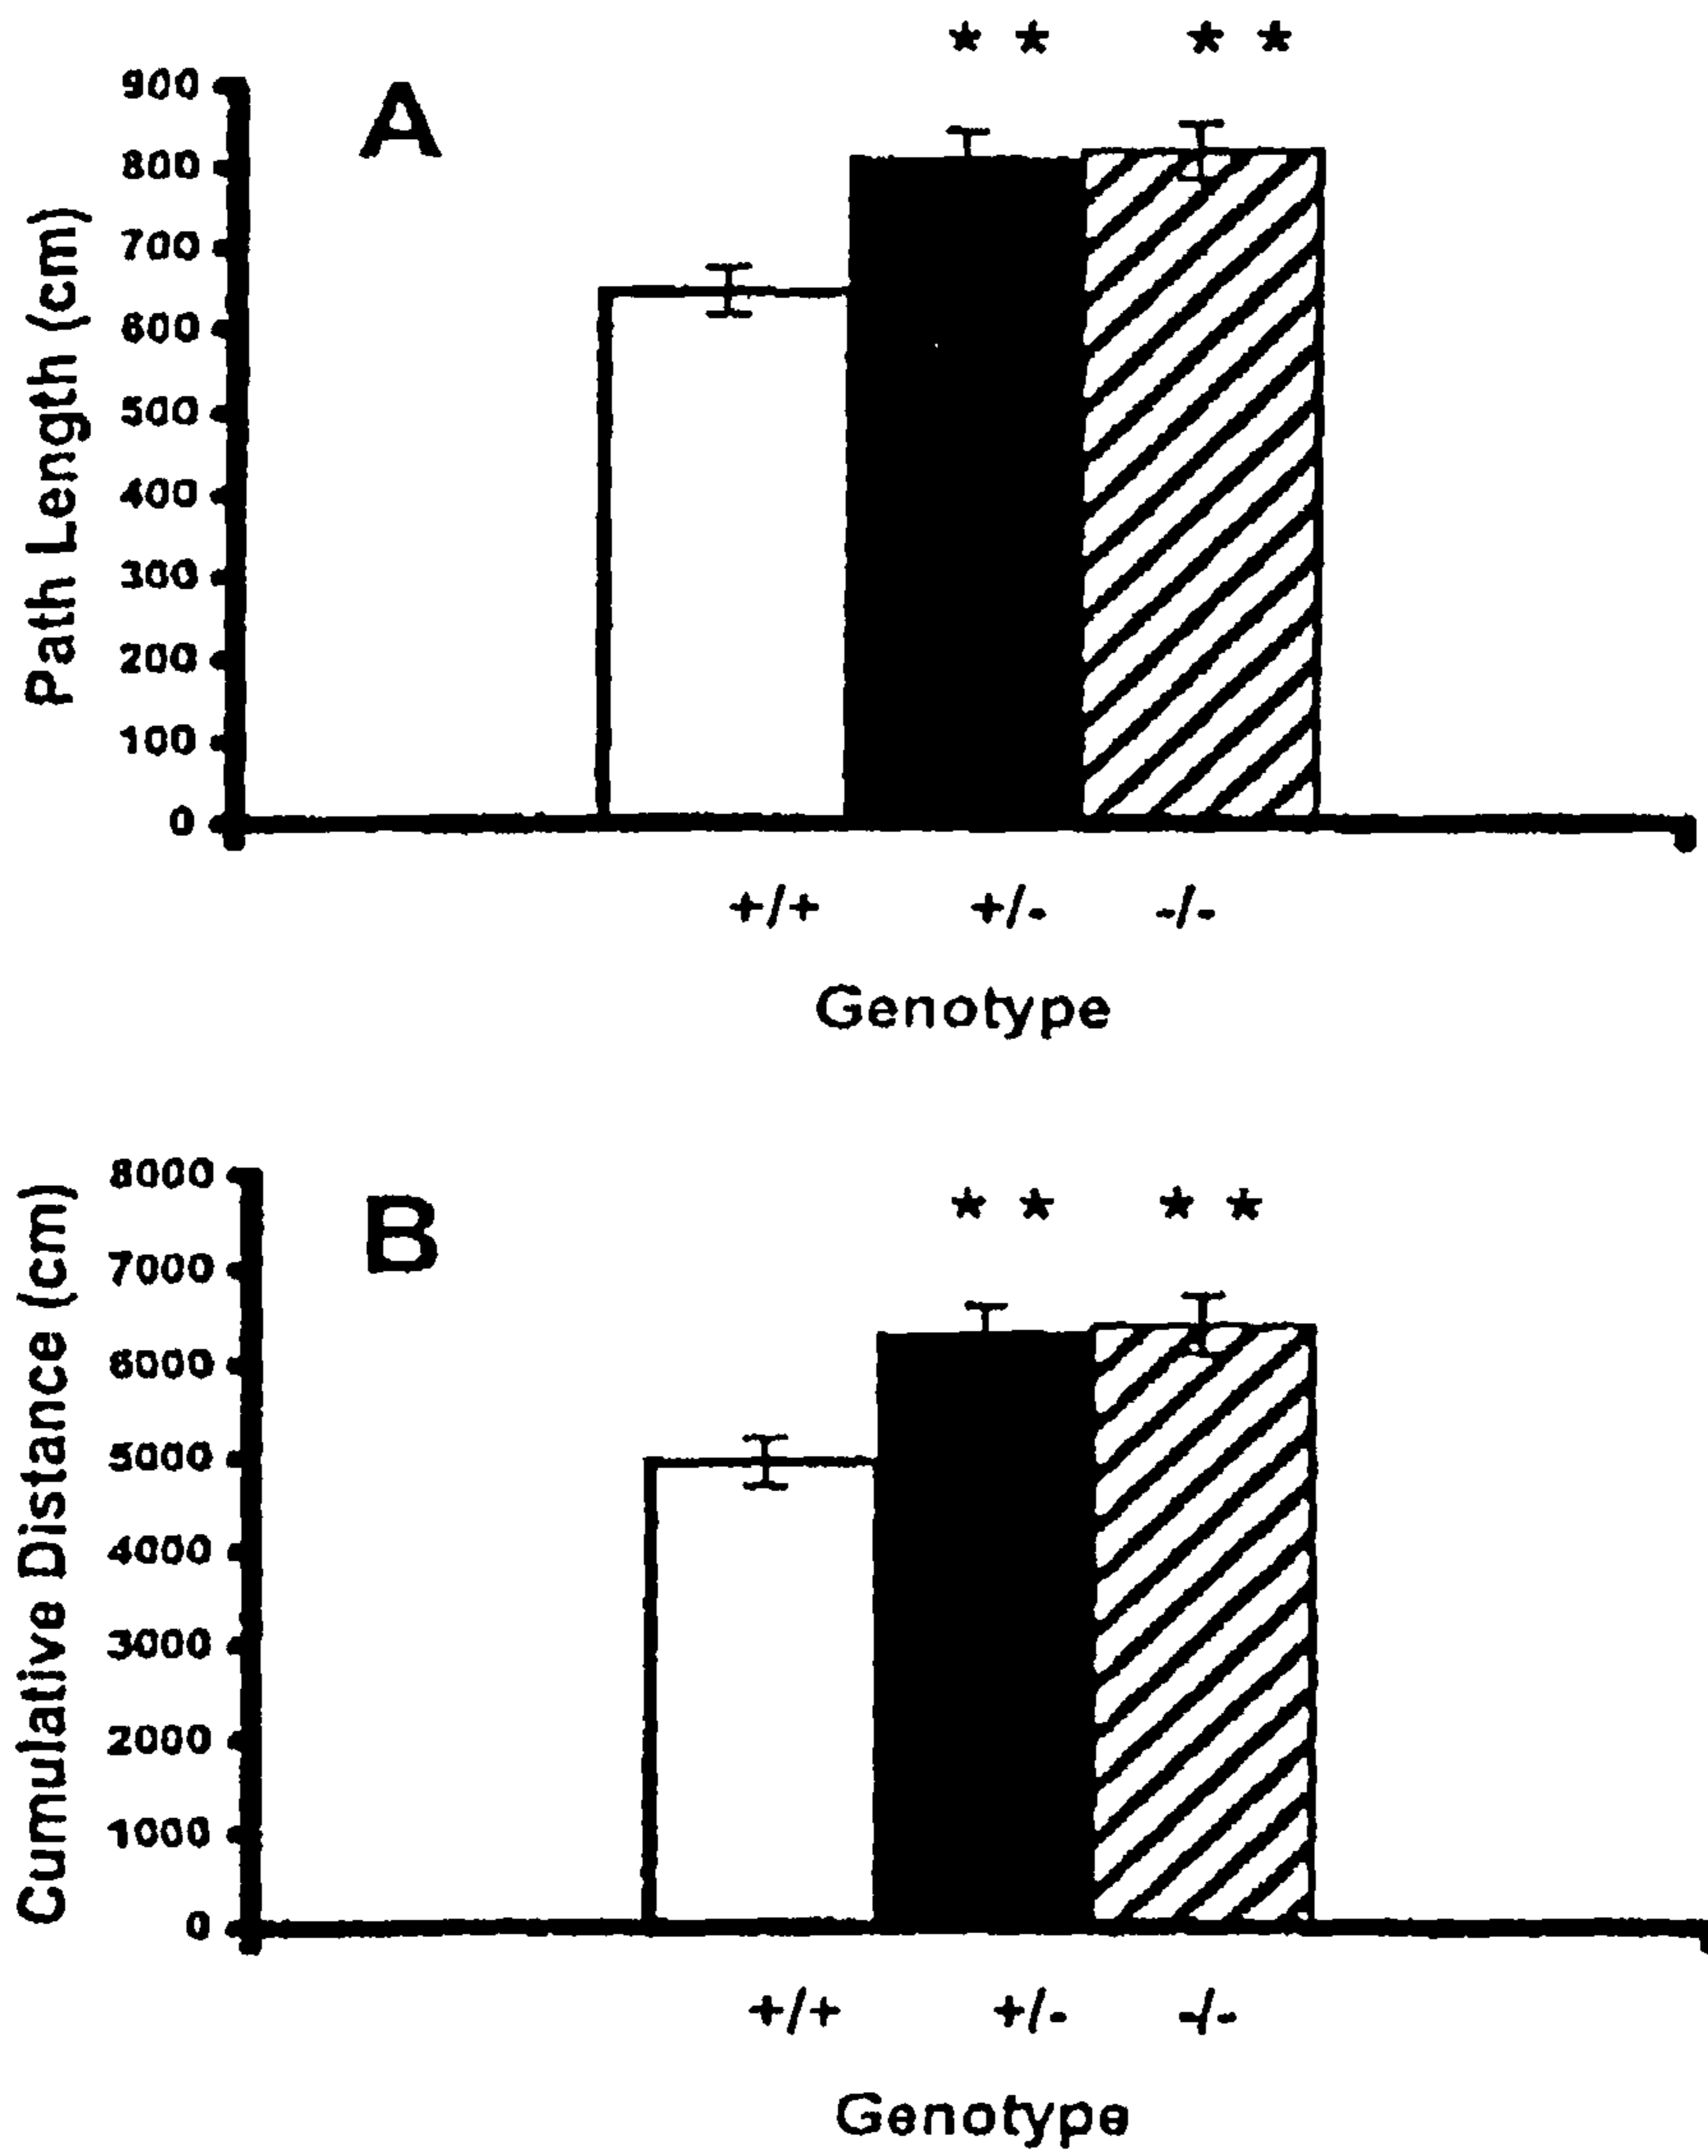 * * * *
A
900
800
700
600
500
400
300
200
100
0
Path Length (cm)
+/+ +/- -/-
Genotype
* * * *
B
8000
7000
6000
5000
4000
3000
2000
1000
0
Cumulative Distance (cm)
+/+ +/- -/-
Genotype